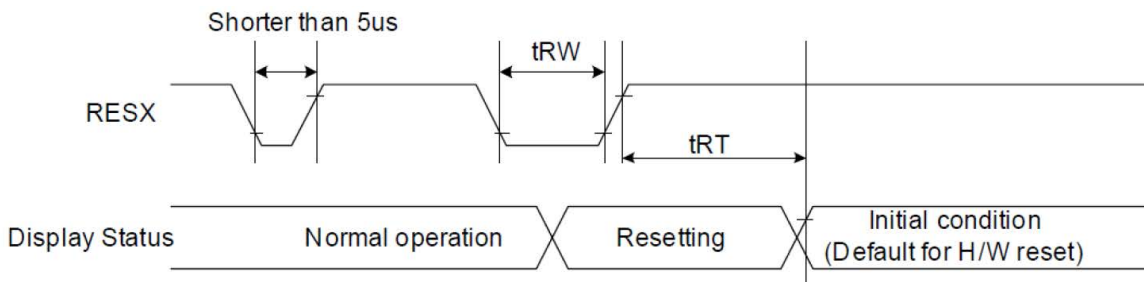 Shorter than 5us
tRW
RESX
tRT
Display Status
Normal operation
Resetting
Initial condition
(Default for H/W reset)